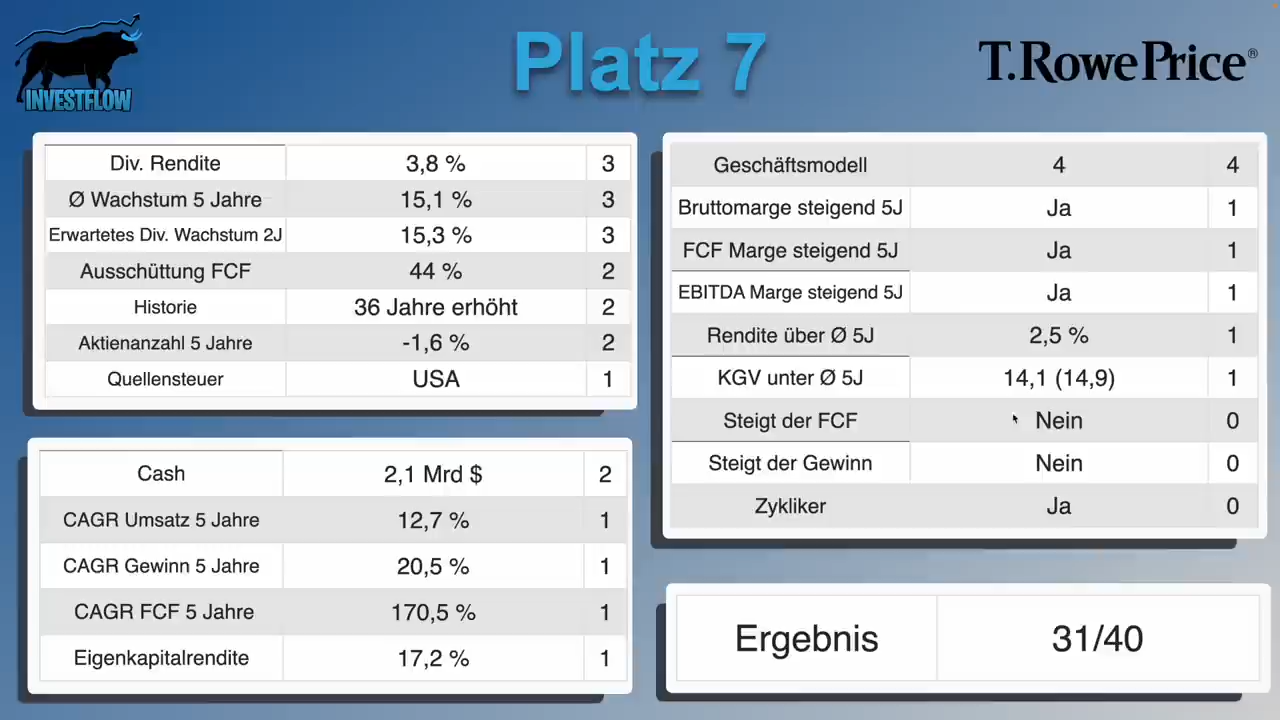 INVESTFLOW
Platz 7
T.RowePrice®
Div. Rendite 3,8 % 3
Ø Wachstum 5 Jahre 15,1 % 3
Erwartetes Div. Wachstum 2J 15,3 % 3
Ausschüttung FCF 44 % 2
Historie 36 Jahre erhöht 2
Aktienanzahl 5 Jahre -1,6 % 2
Quellensteuer USA 1
Cash 2,1 Mrd $ 2
CAGR Umsatz 5 Jahre 12,7 % 1
CAGR Gewinn 5 Jahre 20,5 % 1
CAGR FCF 5 Jahre 170,5 % 1
Eigenkapitalrendite 17,2 % 1
Geschäftsmodell 4 4
Bruttomarge steigend 5J Ja 1
FCF Marge steigend 5J Ja 1
EBITDA Marge steigend 5J Ja 1
Rendite über Ø 5J 2,5 % 1
KGV unter Ø 5J 14,1 (14,9) 1
Steigt der FCF Nein 0
Steigt der Gewinn Nein 0
Zykliker Ja 0
Ergebnis 31/40